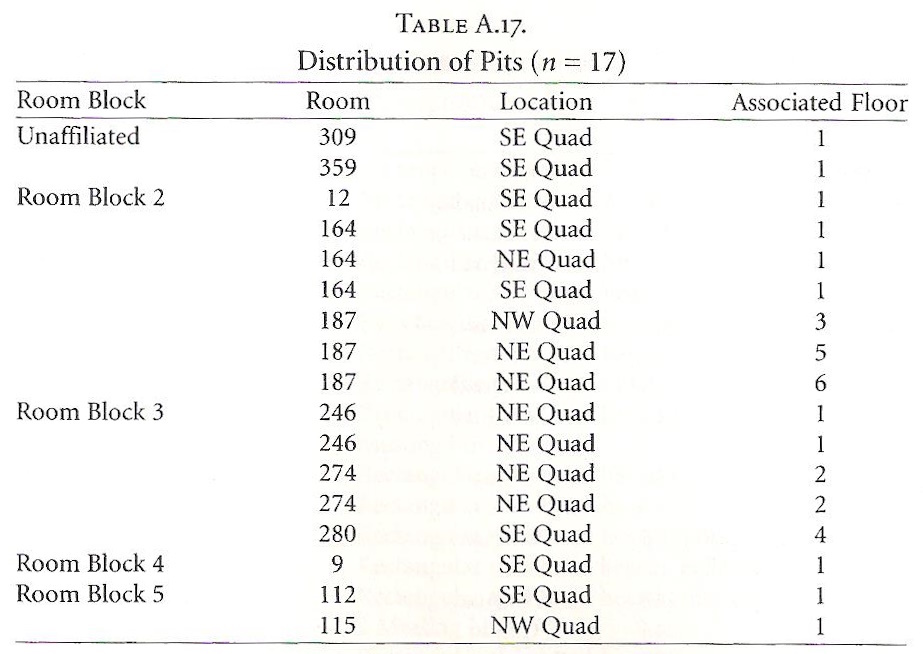 TABLE A.17.
Distribution of Pits (n = 17)
Room Block Room Location Associated Floor
Unaffiliated 309 SE Quad 1
359 SE Quad 1
Room Block 2 12 SE Quad 1
164 SE Quad 1
164 NE Quad 1
164 SE Quad 1
187 NW Quad 3
187 NE Quad 5
187 NE Quad 6
Room Block 3 246 NE Quad 1
246 NE Quad 1
274 NE Quad 2
274 NE Quad 2
280 SE Quad 4
Room Block 4 9 SE Quad 1
Room Block 5 112 SE Quad 1
115 NW Quad 1